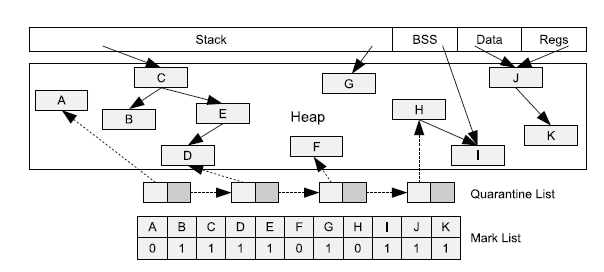 Stack BSS Data Regs
C
G
J
A
B
E
H
Heap
K
F
D
I
Quarantine List
A B C D E F G H I J K
Mark List
0 1 1 1 1 0 1 0 1 1 1